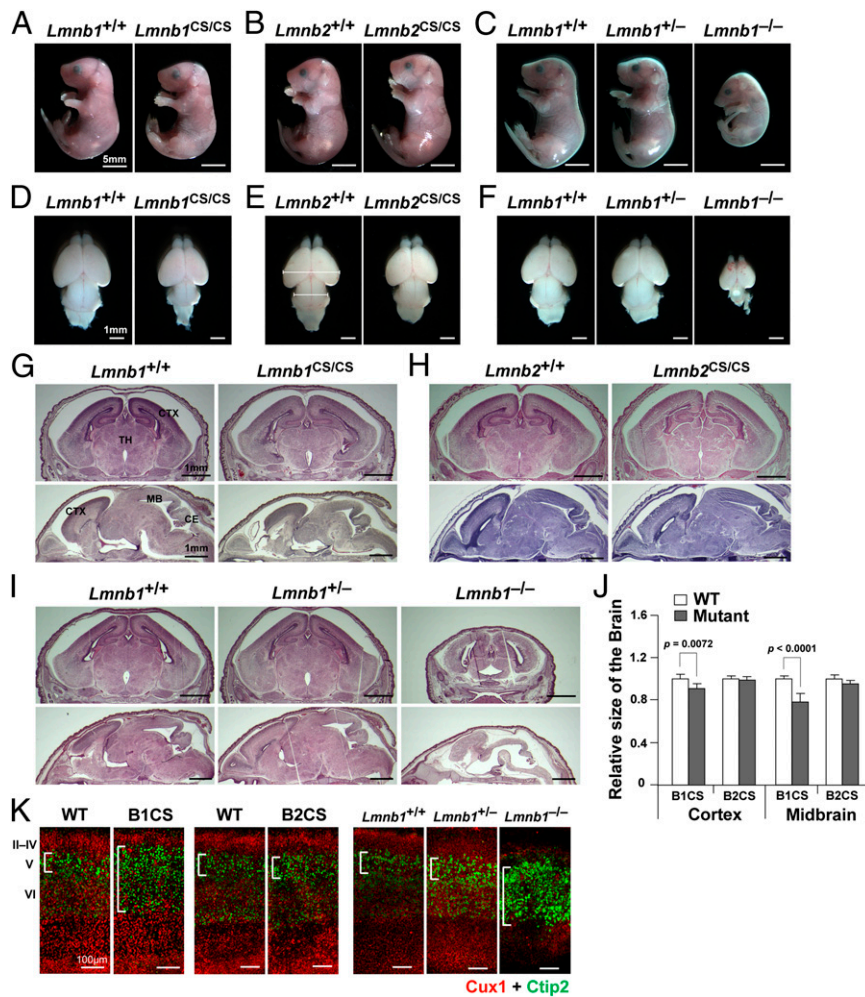 A Lmnb1+/+ Lmnb1CS/CS B Lmnb2+/+ Lmnb2CS/CS C Lmnb1+/+ Lmnb1+/– Lmnb1–/–
5mm
D Lmnb1+/+ Lmnb1CS/CS E Lmnb2+/+ Lmnb2CS/CS F Lmnb1+/+ Lmnb1+/– Lmnb1–/–
1mm
G Lmnb1+/+ Lmnb1CS/CS H Lmnb2+/+ Lmnb2CS/CS
CTX
TH
1mm
MB
CTX
CE
1mm
I Lmnb1+/+ Lmnb1+/– Lmnb1–/–
J
WT
Mutant
Relative size of the Brain
1.6
1.2
0.8
0.4
0
p = 0.0072
p < 0.0001
B1CS B2CS B1CS B2CS
Cortex Midbrain
K WT B1CS WT B2CS Lmnb1+/+ Lmnb1+/– Lmnb1–/–
II–IV
V
VI
100µm
Cux1 + Ctip2